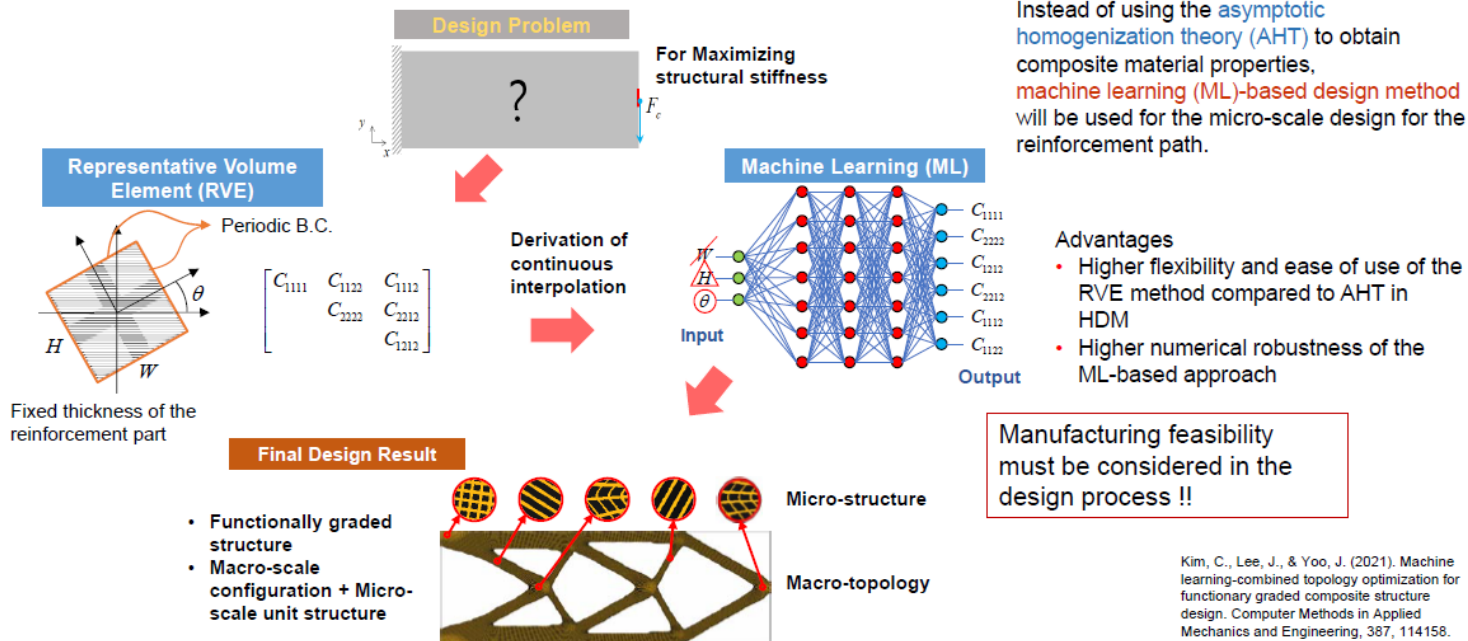 Design Problem
For Maximizing
structural stiffness
?
F_c
y
x
Instead of using the asymptotic
homogenization theory (AHT) to obtain
composite material properties,
machine learning (ML)-based design method
will be used for the micro-scale design for the
reinforcement path.
Representative Volume
Element (RVE)
Periodic B.C.
θ
H
W
Fixed thickness of the
reinforcement part
C_1111 C_1122 C_1112
C_2222 C_2212
C_1212
Derivation of
continuous
interpolation
Machine Learning (ML)
W
H
θ
Input
C_1111
C_2222
C_1212
C_2212
C_1112
C_1122
Output
Advantages
• Higher flexibility and ease of use of the
RVE method compared to AHT in
HDM
• Higher numerical robustness of the
ML-based approach
Manufacturing feasibility
must be considered in the
design process !!
Final Design Result
• Functionally graded
structure
• Macro-scale
configuration + Micro-
scale unit structure
Micro-structure
Macro-topology
Kim, C., Lee, J., & Yoo, J. (2021). Machine
learning-combined topology optimization for
functionary graded composite structure
design. Computer Methods in Applied
Mechanics and Engineering, 387, 114158.